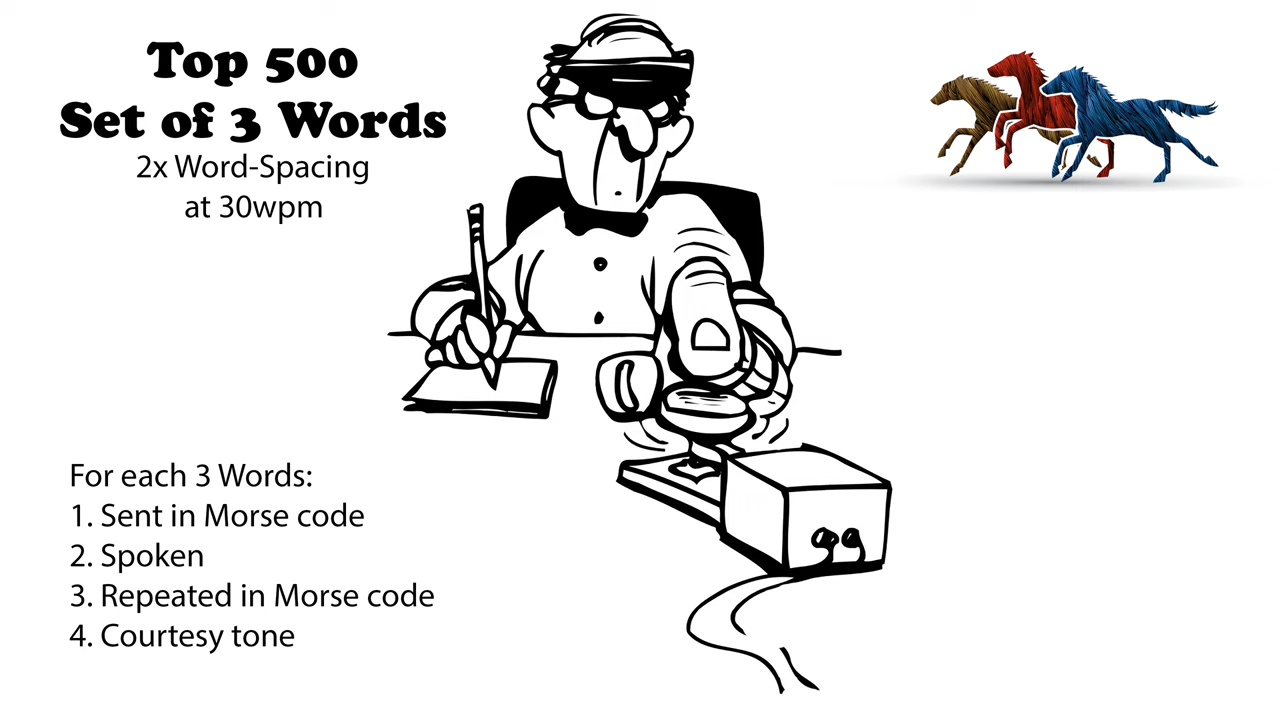 Top 500
Set of 3 Words
2x Word-Spacing
at 30wpm
For each 3 Words:
1. Sent in Morse code
2. Spoken
3. Repeated in Morse code
4. Courtesy tone